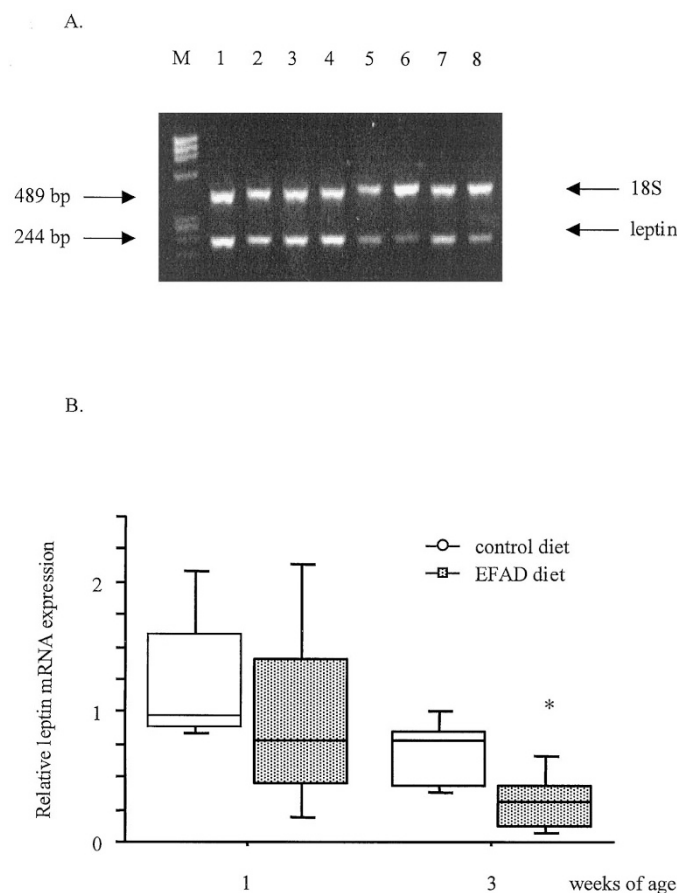 A.
M 1 2 3 4 5 6 7 8
489 bp 18S
244 bp leptin
B.
Relative leptin mRNA expression
2
1
0
control diet
EFAD diet
*
1 3 weeks of age